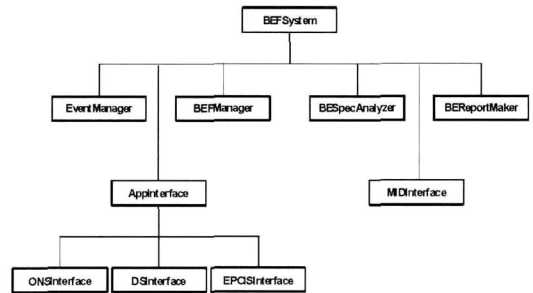 BEFSystem
EventManager
BEFManager
BESpecAnalyzer
BEReportMaker
AppInterface
MIDInterface
ONSInterface
DSInterface
EPCISInterface